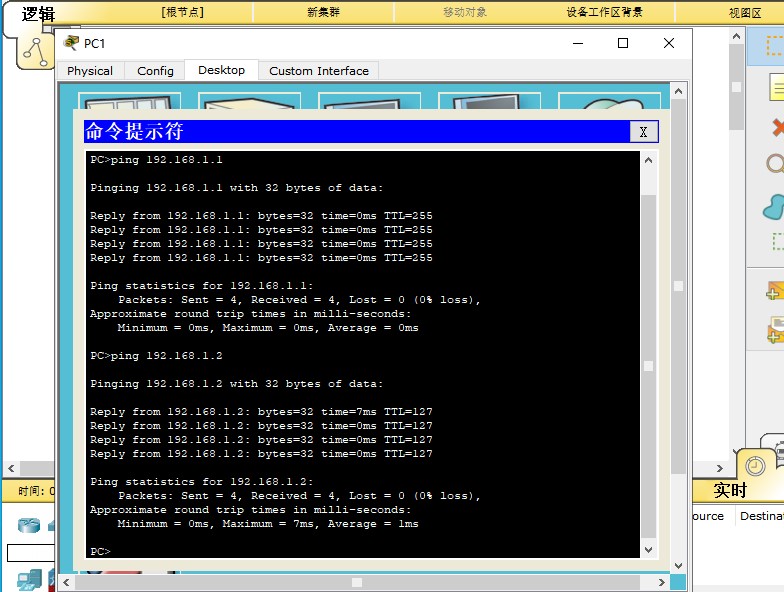 逻辑
[根节点]
新集群
移动对象
设备工作区背景
视图区
PC1
Physical
Config
Desktop
Custom Interface
命令提示符
X
PC>ping 192.168.1.1
Pinging 192.168.1.1 with 32 bytes of data:
Reply from 192.168.1.1: bytes=32 time=0ms TTL=255
Reply from 192.168.1.1: bytes=32 time=0ms TTL=255
Reply from 192.168.1.1: bytes=32 time=0ms TTL=255
Reply from 192.168.1.1: bytes=32 time=0ms TTL=255
Ping statistics for 192.168.1.1:
Packets: Sent = 4, Received = 4, Lost = 0 (0% loss),
Approximate round trip times in milli-seconds:
Minimum = 0ms, Maximum = 0ms, Average = 0ms
PC>ping 192.168.1.2
Pinging 192.168.1.2 with 32 bytes of data:
Reply from 192.168.1.2: bytes=32 time=7ms TTL=127
Reply from 192.168.1.2: bytes=32 time=0ms TTL=127
Reply from 192.168.1.2: bytes=32 time=0ms TTL=127
Reply from 192.168.1.2: bytes=32 time=0ms TTL=127
Ping statistics for 192.168.1.2:
Packets: Sent = 4, Received = 4, Lost = 0 (0% loss),
Approximate round trip times in milli-seconds:
Minimum = 0ms, Maximum = 7ms, Average = 1ms
PC>
时间: 0
实时
ource
Destina